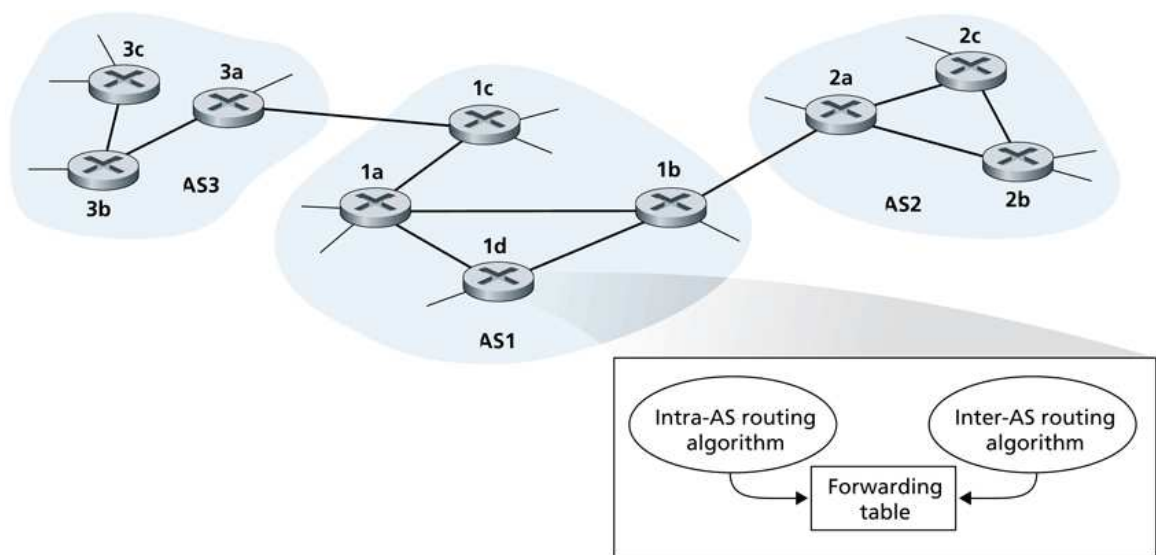 3c
3a
3b
AS3
1c
1a
1b
1d
AS1
2c
2a
2b
AS2
Intra-AS routing
algorithm
Inter-AS routing
algorithm
Forwarding
table